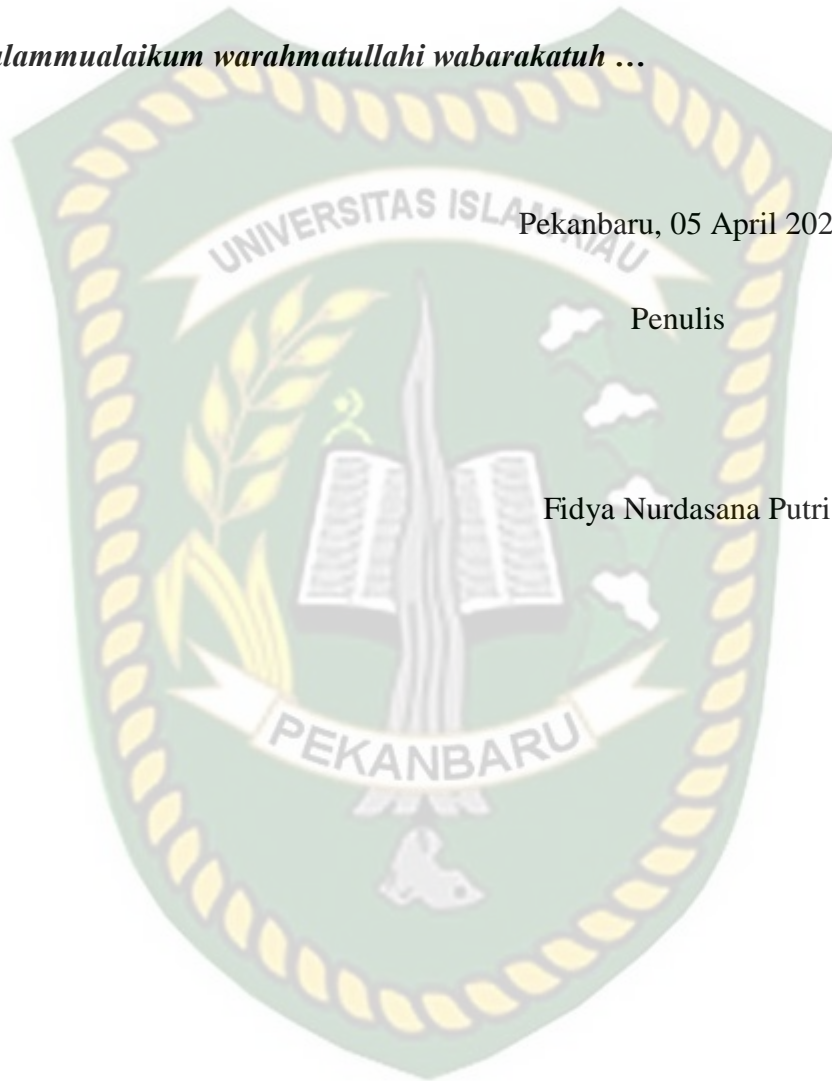 alammualaikum warahmatullahi wabarakatuh …
UNIVERSITAS ISLAM RIAU
Pekanbaru, 05 April 202
Penulis
Fidya Nurdasana Putri
PEKANBARU